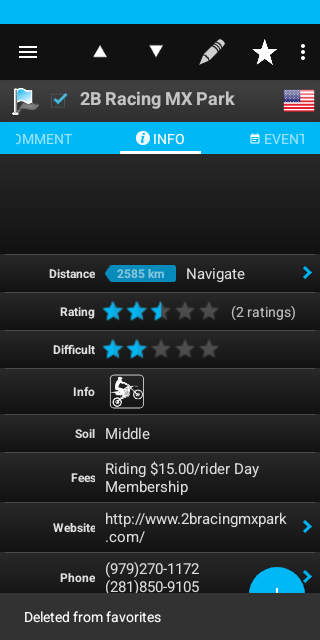 2B Racing MX Park
OMMENT
INFO
EVENT
Distance
2585 km
Navigate
Rating
(2 ratings)
Difficult
Info
Soil
Middle
Fees
Riding $15.00/rider Day
Membership
Website
http://www.2bracingmxpark
.com/
Phone
(979)270-1172
(281)850-9105
Deleted from favorites